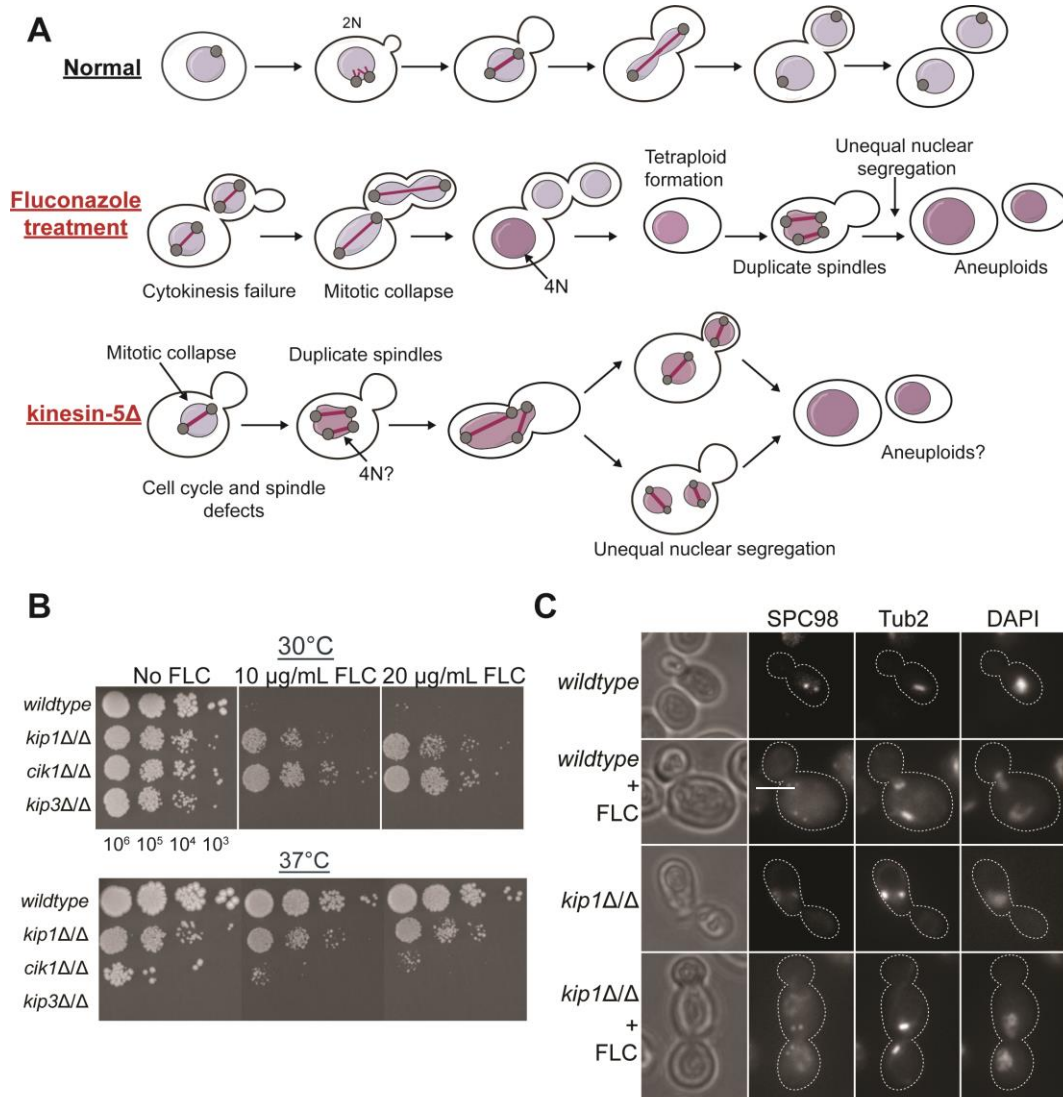 A
Normal
2N
Fluconazole
treatment
Cytokinesis failure
Mitotic collapse
4N
Tetraploid
formation
Duplicate spindles
Unequal nuclear
segregation
Aneuploids
kinesin-5Δ
Mitotic collapse
Duplicate spindles
4N?
Cell cycle and spindle
defects
Unequal nuclear segregation
Aneuploids?
B
30°C
No FLC 10 µg/mL FLC 20 µg/mL FLC
wildtype
kip1Δ/Δ
cik1Δ/Δ
kip3Δ/Δ
10⁶ 10⁵ 10⁴ 10³
37°C
wildtype
kip1Δ/Δ
cik1Δ/Δ
kip3Δ/Δ
C
SPC98 Tub2 DAPI
wildtype
wildtype
+
FLC
kip1Δ/Δ
kip1Δ/Δ
+
FLC